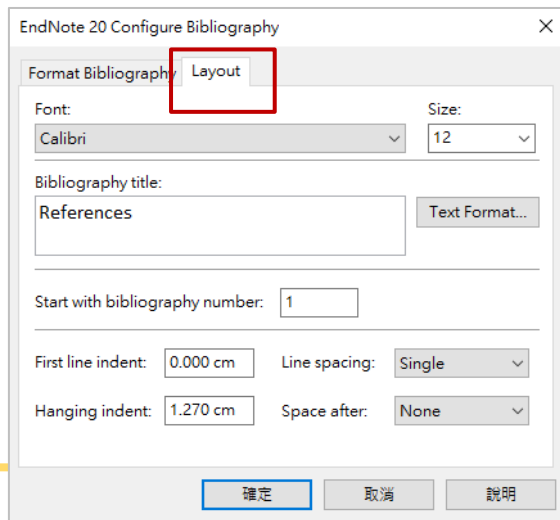 EndNote 20 Configure Bibliography
Format Bibliography Layout
Font: Size:
Calibri 12
Bibliography title:
References Text Format...
Start with bibliography number: 1
First line indent: 0.000 cm Line spacing: Single
Hanging indent: 1.270 cm Space after: None
確定 取消 說明